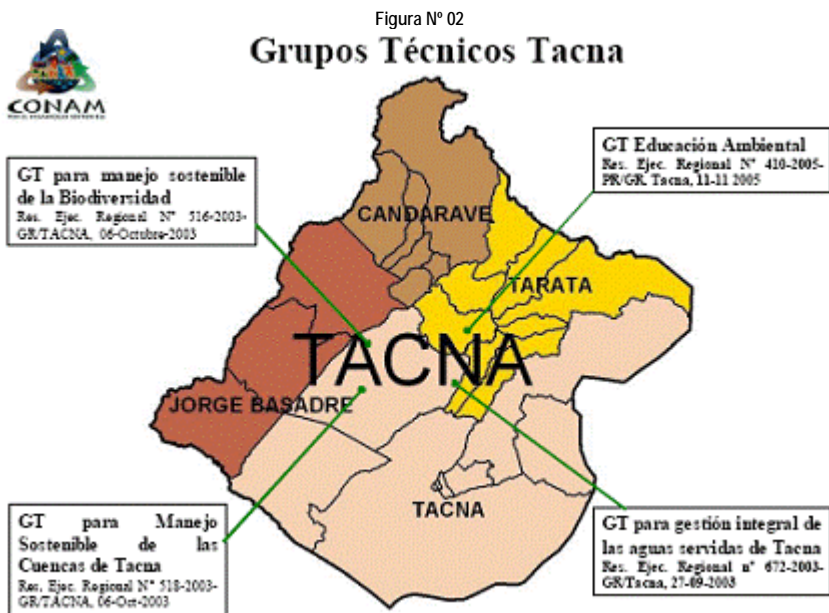 Figura Nº 02
Grupos Técnicos Tacna
CONAM
GT para manejo sostenible
de la Biodiversidad
Res. Ejec. Regional Nº 516-2003-
GR/TACNA, 06-Octubre-2003
GT Educación Ambiental
Res. Ejec. Regional Nº 410-2005-
PR/GR. Tacna, 11-11 2005
CANDARAVE
TARATA
TACNA
JORGE BASADRE
TACNA
GT para Manejo
Sostenible de las
Cuencas de Tacna
Res. Ejec. Regional Nº 518-2003-
GR/TACNA, 06-Oct-2003
GT para gestión integral de
las aguas servidas de Tacna
Res. Ejec. Regional nº 672-2003-
GR/Tacna, 27-09-2003